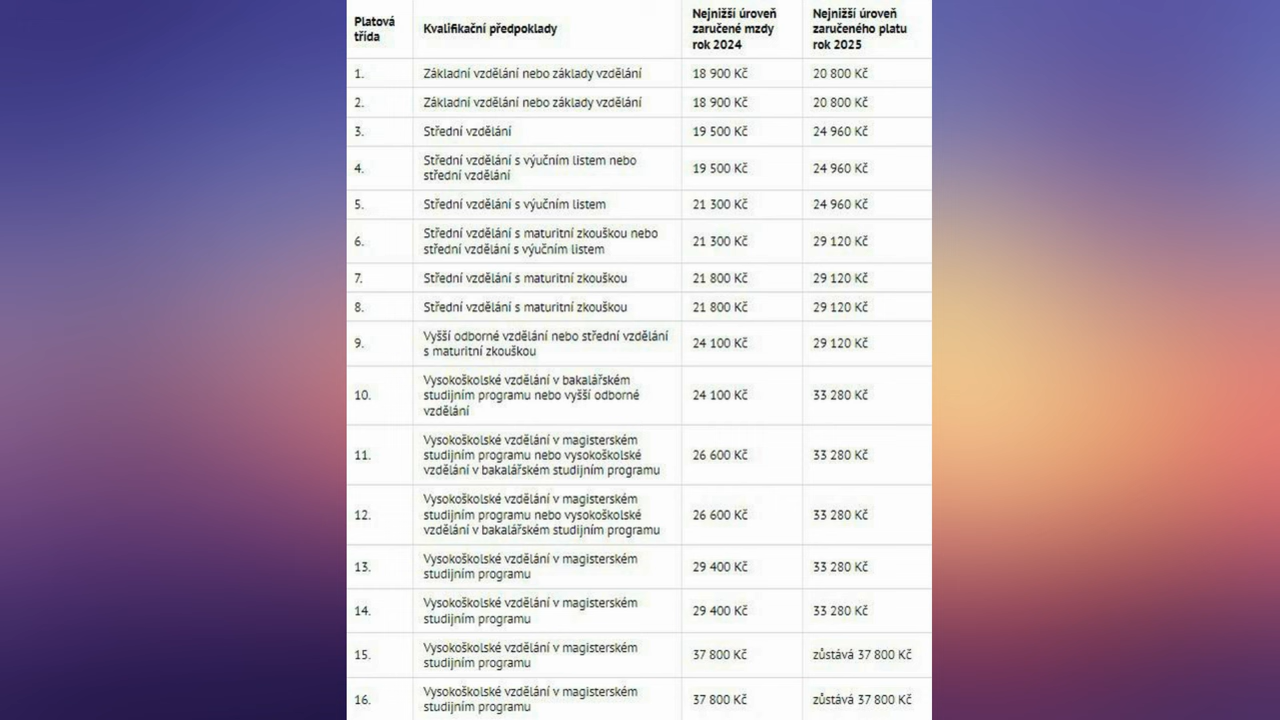 Platová třída Kvalifikační předpoklady Nejnižší úroveň zaručené mzdy rok 2024 Nejnižší úroveň zaručeného platu rok 2025
1. Základní vzdělání nebo základy vzdělání 18 900 Kč 20 800 Kč
2. Základní vzdělání nebo základy vzdělání 18 900 Kč 20 800 Kč
3. Střední vzdělání 19 500 Kč 24 960 Kč
4. Střední vzdělání s výučním listem nebo střední vzdělání 19 500 Kč 24 960 Kč
5. Střední vzdělání s výučním listem 21 300 Kč 24 960 Kč
6. Střední vzdělání s maturitní zkouškou nebo střední vzdělání s výučním listem 21 300 Kč 29 120 Kč
7. Střední vzdělání s maturitní zkouškou 21 800 Kč 29 120 Kč
8. Střední vzdělání s maturitní zkouškou 21 800 Kč 29 120 Kč
9. Vyšší odborné vzdělání nebo střední vzdělání s maturitní zkouškou 24 100 Kč 29 120 Kč
10. Vysokoškolské vzdělání v bakalářském studijním programu nebo vyšší odborné vzdělání 24 100 Kč 33 280 Kč
11. Vysokoškolské vzdělání v magisterském studijním programu nebo vysokoškolské vzdělání v bakalářském studijním programu 26 600 Kč 33 280 Kč
12. Vysokoškolské vzdělání v magisterském studijním programu nebo vysokoškolské vzdělání v bakalářském studijním programu 26 600 Kč 33 280 Kč
13. Vysokoškolské vzdělání v magisterském studijním programu 29 400 Kč 33 280 Kč
14. Vysokoškolské vzdělání v magisterském studijním programu 29 400 Kč 33 280 Kč
15. Vysokoškolské vzdělání v magisterském studijním programu 37 800 Kč zůstává 37 800 Kč
16. Vysokoškolské vzdělání v magisterském studijním programu 37 800 Kč zůstává 37 800 Kč